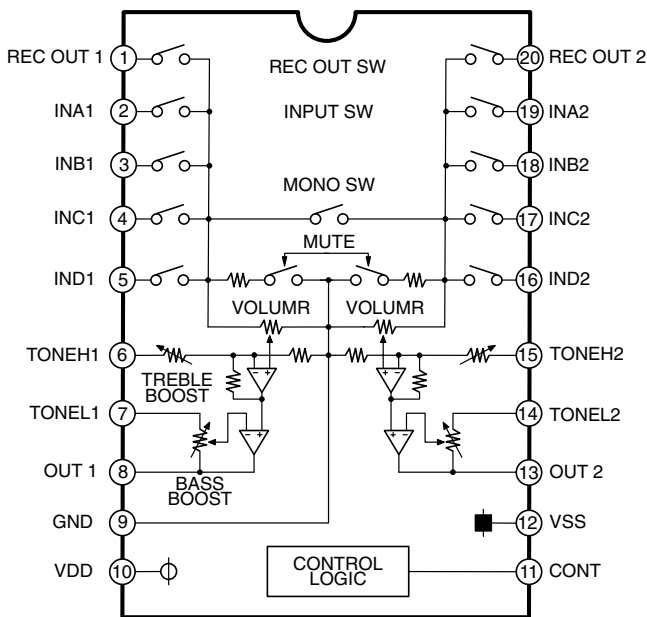 REC OUT 1 1 REC OUT SW 20 REC OUT 2
INA1 2 INPUT SW 19 INA2
INB1 3 18 INB2
MONO SW
INC1 4 17 INC2
MUTE
IND1 5 16 IND2
VOLUMR VOLUMR
TONEH1 6 - + + - 15 TONEH2
TREBLE
BOOST
TONEL1 7 14 TONEL2
- + + -
OUT 1 8 13 OUT 2
BASS
BOOST
GND 9 12 VSS
VDD 10 CONTROL 11 CONT
LOGIC